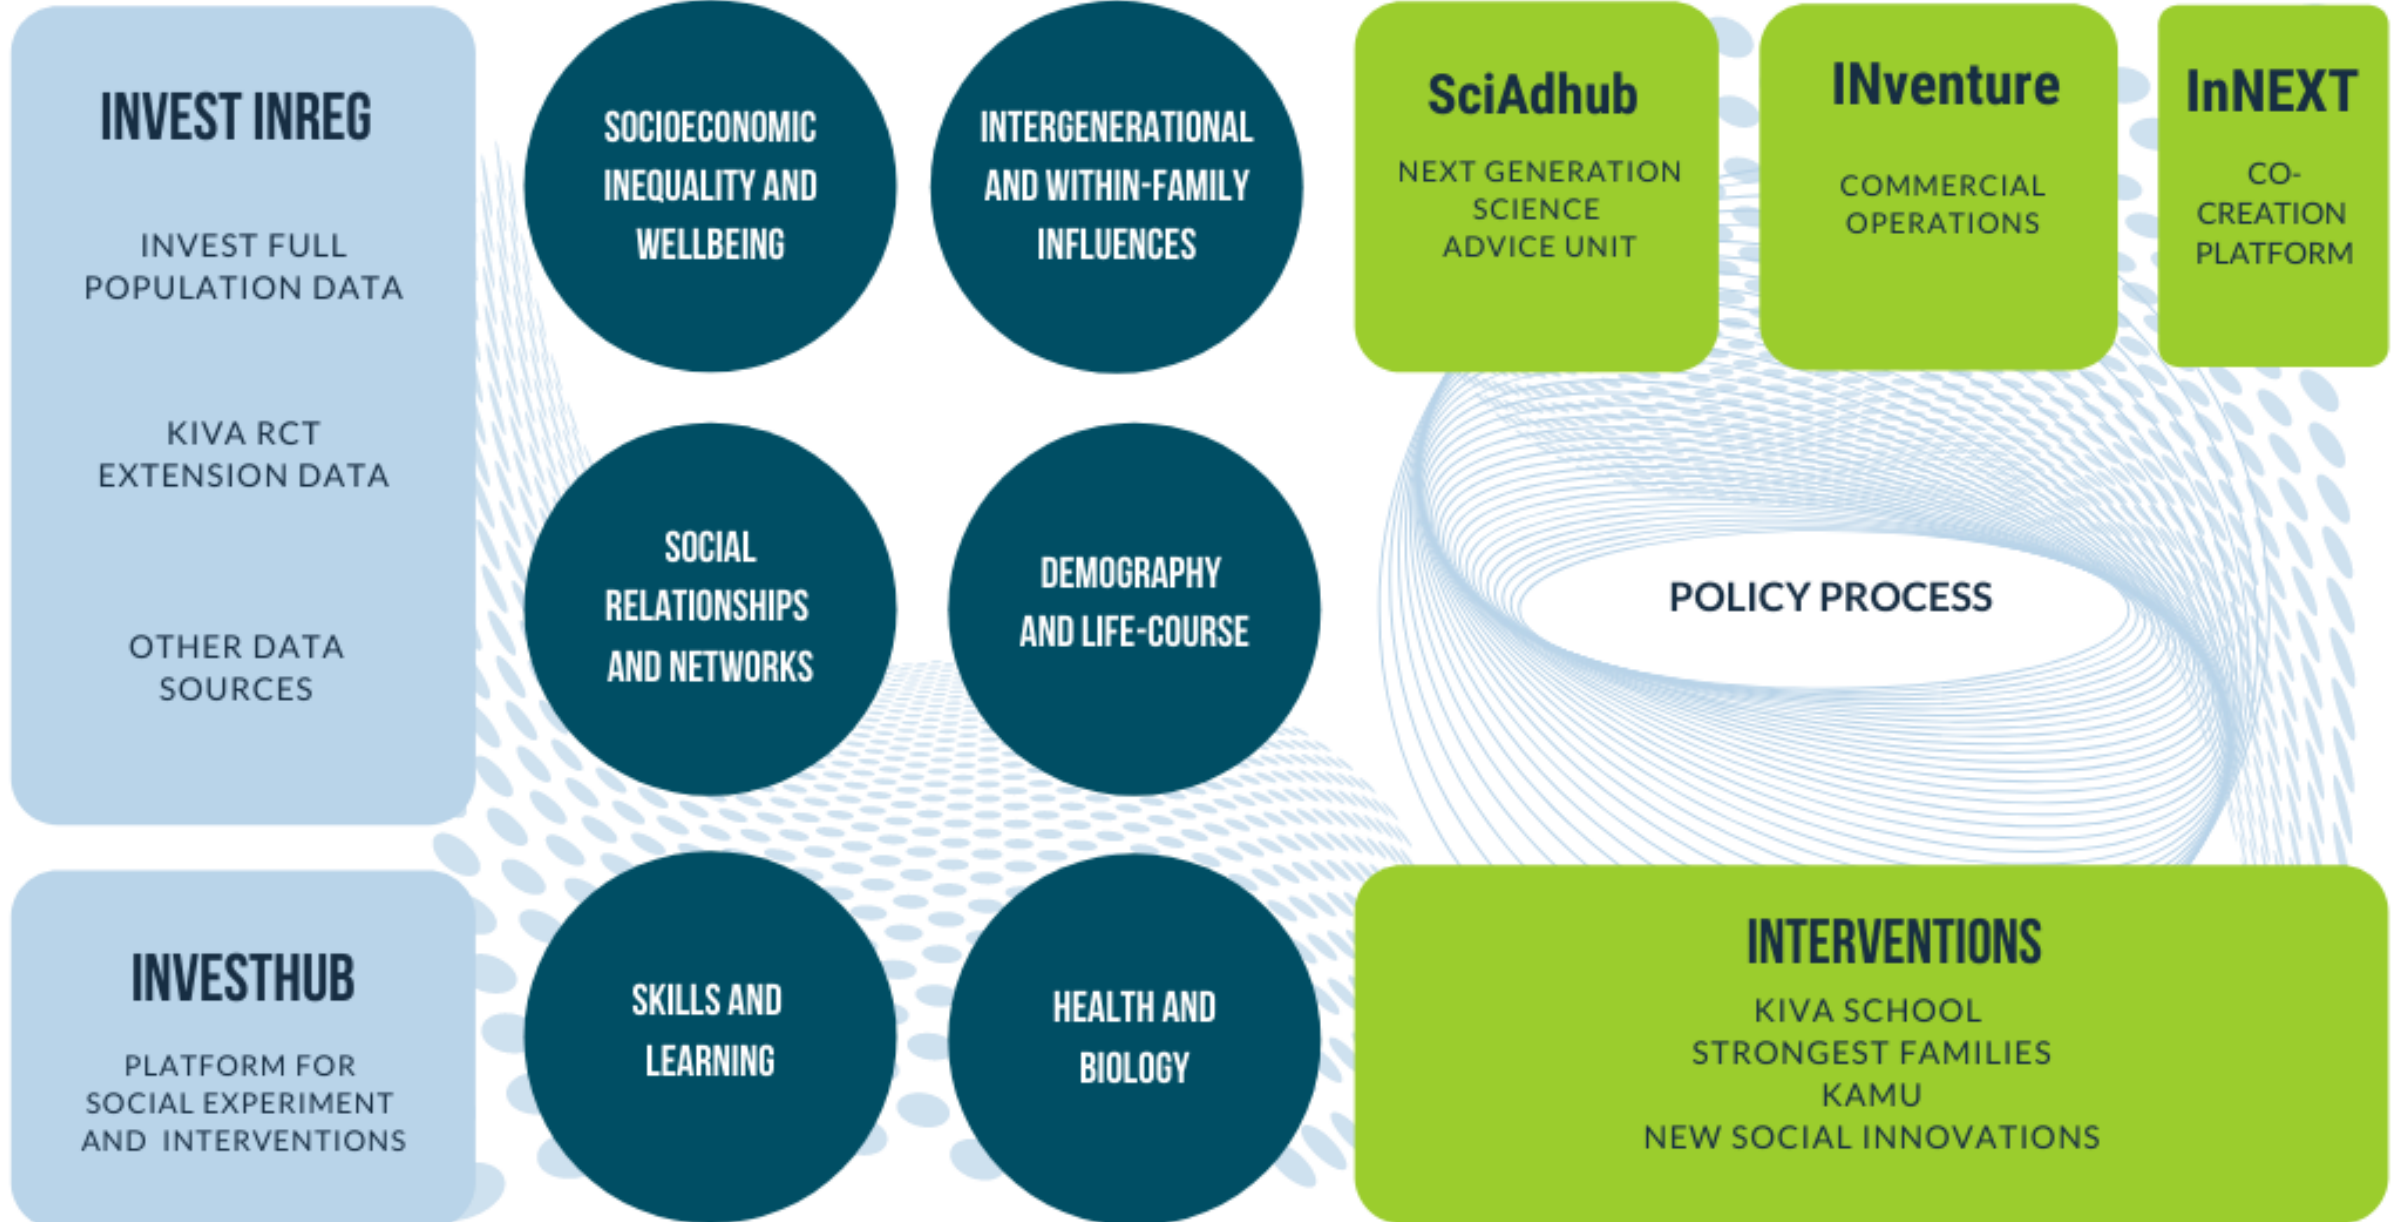 INVEST INREG
INVEST FULL
POPULATION DATA
KIVA RCT
EXTENSION DATA
OTHER DATA
SOURCES
INVESTHUB
PLATFORM FOR
SOCIAL EXPERIMENT
AND INTERVENTIONS
SOCIOECONOMIC
INEQUALITY AND
WELLBEING
INTERGENERATIONAL
AND WITHIN-FAMILY
INFLUENCES
SOCIAL
RELATIONSHIPS
AND NETWORKS
DEMOGRAPHY
AND LIFE-COURSE
SKILLS AND
LEARNING
HEALTH AND
BIOLOGY
SciAdhub
NEXT GENERATION
SCIENCE
ADVICE UNIT
INventure
COMMERCIAL
OPERATIONS
InNEXT
CO-
CREATION
PLATFORM
POLICY PROCESS
INTERVENTIONS
KIVA SCHOOL
STRONGEST FAMILIES
KAMU
NEW SOCIAL INNOVATIONS